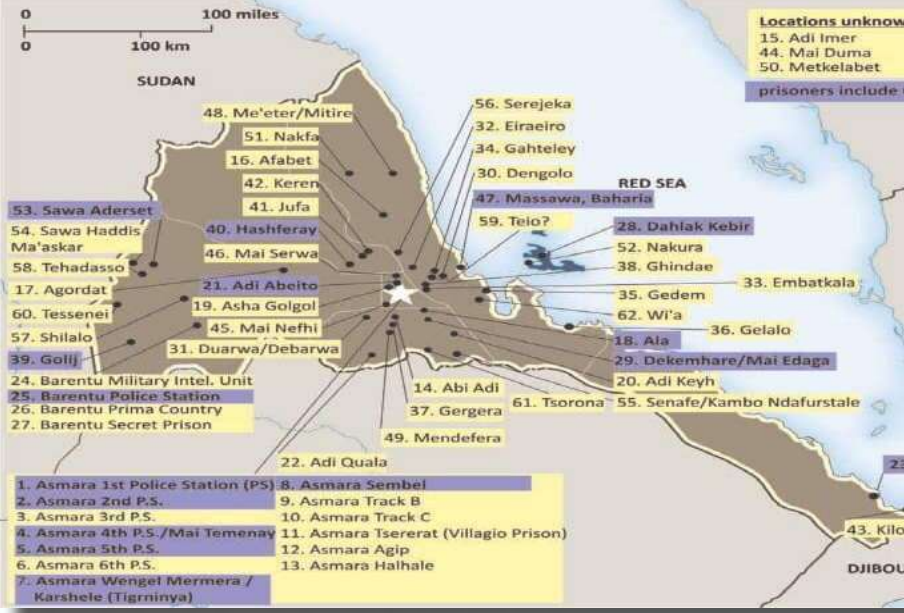 0
100 miles
0
100 km
Locations unknow
15. Adi Imer
44. Mai Duma
50. Metkelabet
prisoners include
SUDAN
RED SEA
DJIBOU
48. Me'eter/Mitire
51. Nakfa
16. Afabet
42. Keren
41. Jufa
40. Hashferay
46. Mai Serwa
21. Adi Abeito
19. Asha Golgol
45. Mai Nefhi
31. Duarwa/Debarwa
56. Serejeka
32. Eiraeiro
34. Gahteley
30. Dengolo
47. Massawa, Baharia
59. Teio?
28. Dahlak Kebir
52. Nakura
38. Ghindae
33. Embatkala
35. Gedem
62. Wi'a
36. Gelalo
18. Ala
29. Dekemhare/Mai Edaga
20. Adi Keyh
55. Senafe/Kambo Ndafurstale
61. Tsorona
14. Abi Adi
37. Gergera
49. Mendefera
22. Adi Quala
53. Sawa Aderset
54. Sawa Haddis
Ma'askar
58. Tehadasso
17. Agordat
60. Tessenei
57. Shilalo
39. Golij
24. Barentu Military Intel. Unit
25. Barentu Police Station
26. Barentu Prima Country
27. Barentu Secret Prison
1. Asmara 1st Police Station (PS)
2. Asmara 2nd P.S.
3. Asmara 3rd P.S.
4. Asmara 4th P.S./Mai Temenay
5. Asmara 5th P.S.
6. Asmara 6th P.S.
7. Asmara Wengel Mermera /
Karshele (Tigrninya)
8. Asmara Sembel
9. Asmara Track B
10. Asmara Track C
11. Asmara Tsererat (Villagio Prison)
12. Asmara Agip
13. Asmara Halhale
23
43. Kilo